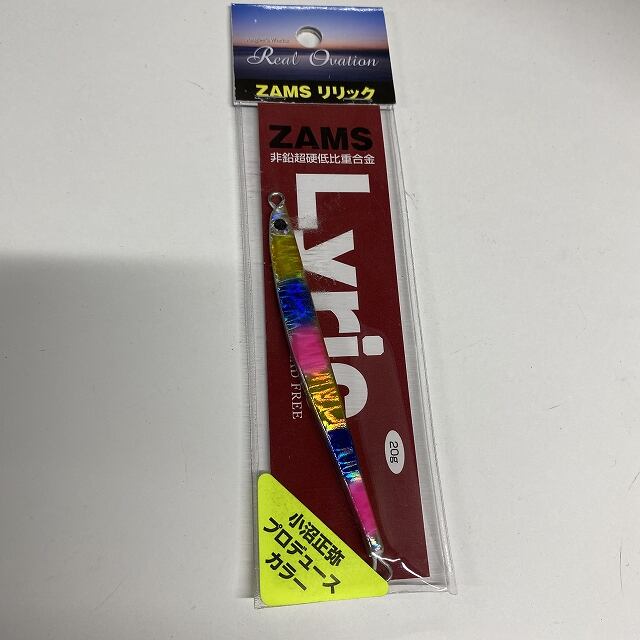 Angler's Works
Real Ovation
ZAMS リリック
ZAMS
非鉛超硬低比重合金
Lyric
FREE
20g
小沼正弥
プロデュース
カラー